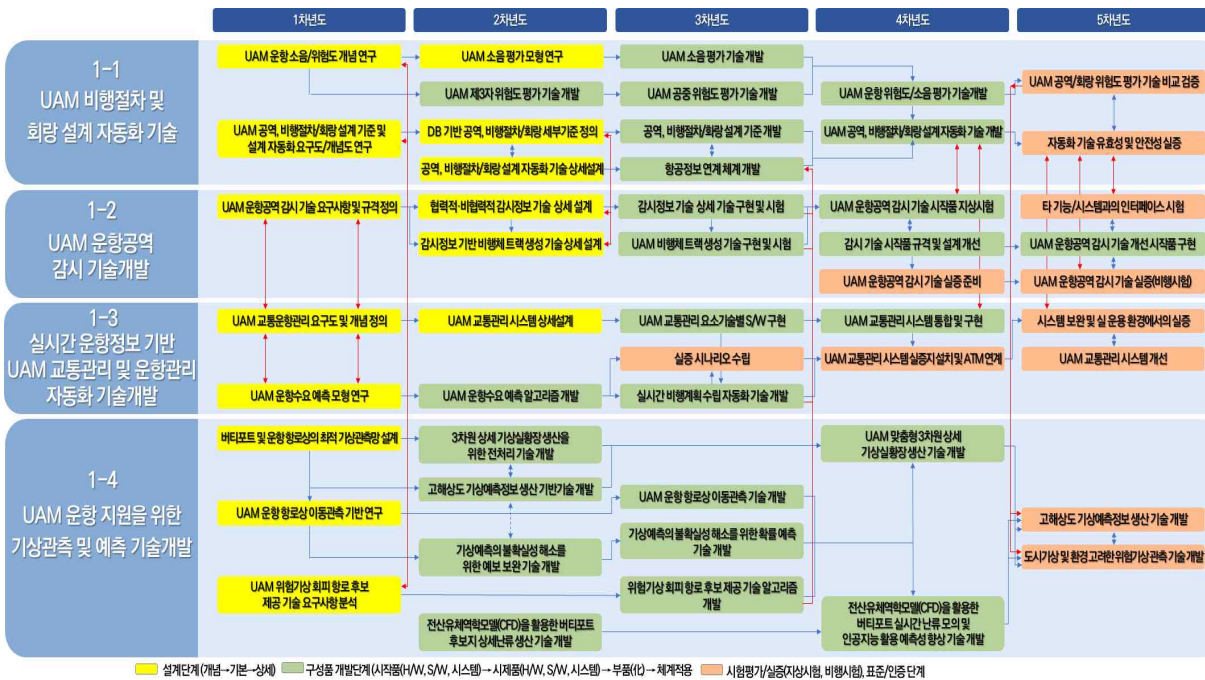 1차년도
2차년도
3차년도
4차년도
5차년도
1-1
UAM 비행절차 및
회랑 설계 자동화 기술
UAM 운항 소음/위험도 개념 연구
UAM 소음 평가 모형 연구
UAM 소음 평가 기술 개발
UAM 제3자 위험도 평가 기술 개발
UAM 공중 위험도 평가 기술 개발
UAM 운항 위험도/소음 평가 기술개발
UAM 공역/회랑 위험도 평가 기술 비교 검증
UAM 공역, 비행절차/회랑 설계 기준 및
설계 자동화 요구도/개념도 연구
DB 기반 공역, 비행절차/회랑 세부기준 정의
공역, 비행절차/회랑 설계 기준 개발
UAM 공역, 비행절차/회랑 설계 자동화 기술 개발
자동화 기술 유효성 및 안전성 실증
공역, 비행절차/회랑 설계 자동화 기술 상세설계
항공정보 연계 체계 개발
1-2
UAM 운항공역
감시 기술개발
UAM 운항공역 감시 기술 요구사항 및 규격 정의
협력적·비협력적 감시정보 기술 상세 설계
감시정보 기술 상세 기술 구현 및 시험
UAM 운항공역 감시 기술 시작품 지상시험
타 기능/시스템과의 인터페이스 시험
감시정보 기반 비행체 트랙 생성 기술 상세 설계
UAM 비행체 트랙 생성 기술 구현 및 시험
감시 기술 시작품 규격 및 설계 개선
UAM 운항공역 감시 기술 개선 시작품 구현
UAM 운항공역 감시 기술 실증 준비
UAM 운항공역 감시 기술 실증(비행시험)
1-3
실시간 운항정보 기반
UAM 교통관리 및 운항관리
자동화 기술개발
UAM 교통운항관리 요구도 및 개념 정의
UAM 교통관리 시스템 상세설계
UAM 교통관리 요소기술별 S/W 구현
UAM 교통관리 시스템 통합 및 구현
시스템 보완 및 실 운용 환경에서의 실증
실증 시나리오 수립
UAM 교통관리 시스템 실증지 설치 및 ATM 연계
UAM 교통관리 시스템 개선
UAM 운항수요 예측 모형 연구
UAM 운항수요 예측 알고리즘 개발
실시간 비행계획 수립 자동화 기술 개발
1-4
UAM 운항 지원을 위한
기상관측 및 예측 기술개발
버티포트 및 운항 항로상의 최적 기상관측망 설계
3차원 상세 기상실황장 생산을
위한 전처리 기술 개발
UAM 맞춤형 3차원 상세
기상실황장 생산 기술 개발
고해상도 기상예측정보 생산 기반기술 개발
UAM 운항 항로상 이동관측 기반 연구
UAM 운항 항로상 이동관측 기술 개발
고해상도 기상예측정보 생산 기술 개발
기상예측의 불확실성 해소를
위한 예보 보완 기술 개발
기상예측의 불확실성 해소를 위한 확률 예측
기술 개발
도시기상 및 환경 고려한 위험기상 관측 기술 개발
UAM 위험기상 회피 항로 후보
제공 기술 요구사항 분석
위험기상 회피 항로 후보 제공 기술 알고리즘
개발
전산유체역학모델(CFD)을 활용한 버티포트
후보지 상세난류 생산 기술 개발
전산유체역학모델(CFD)을 활용한
버티포트 실시간 난류 모의 및
인공지능 활용 예측성 향상 기술 개발
설계단계(개념→기본→상세)
구성품 개발단계(시작품(H/W, S/W, 시스템)→시제품(H/W, S/W, 시스템)→부품(化)→체계적용
시험평가/실증(지상시험, 비행시험), 표준/인증 단계